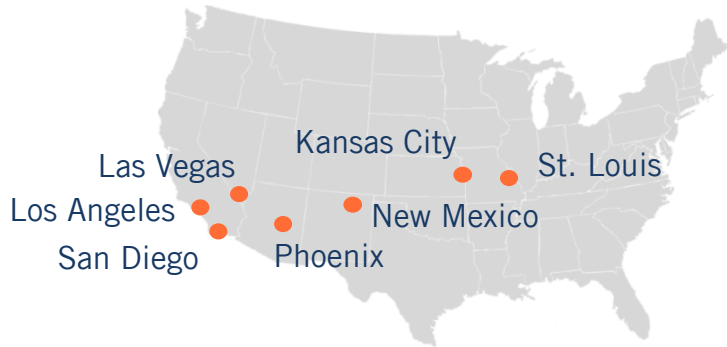 Kansas City
St. Louis
Las Vegas
Los Angeles
New Mexico
San Diego
Phoenix